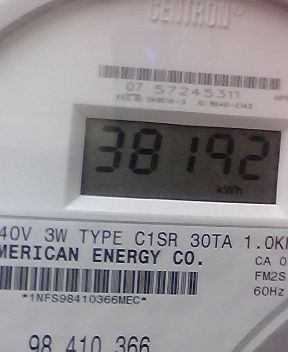 CENTRON®
07 57245311
38192
kWh
40V 3W TYPE C1SR 30TA 1.0K
MERICAN ENERGY CO.
CA 0
FM2S
*1NFS98410366MEC*
60Hz
98 410 366